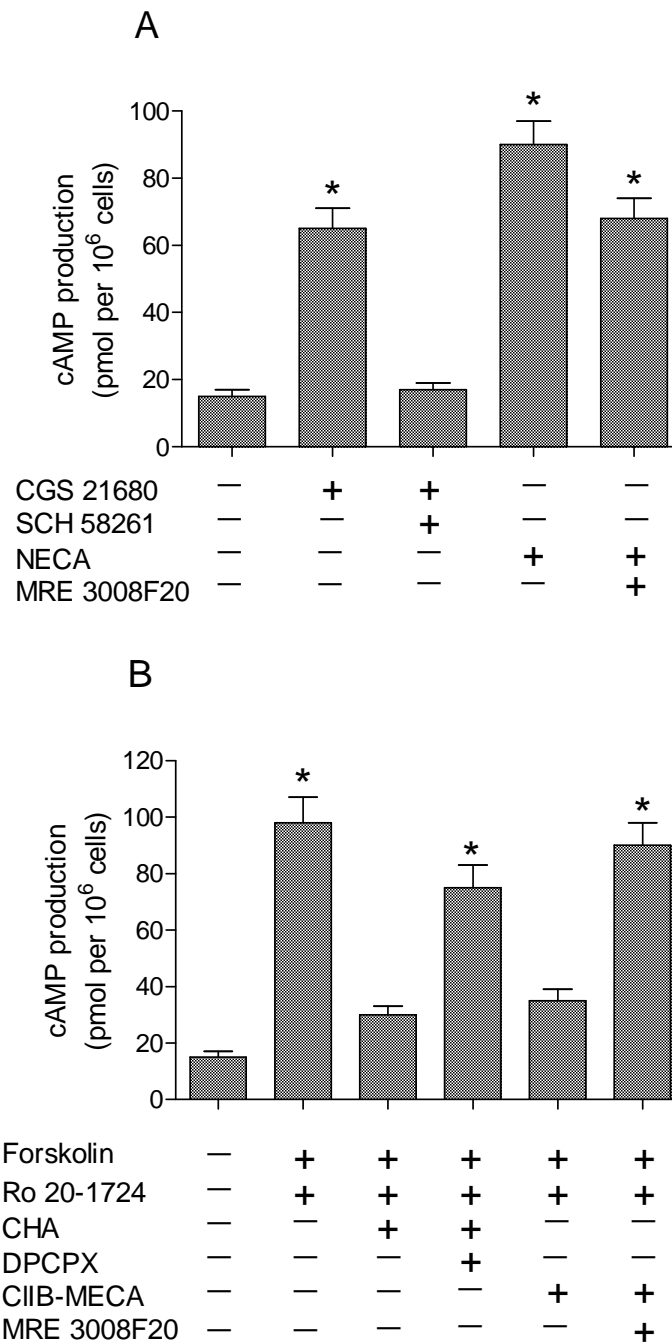 A
100
80
60
40
20
0
cAMP production
(pmol per 10⁶ cells)
* * *
CGS 21680 — + + — —
SCH 58261 — — + — —
NECA — — — + +
MRE 3008F20 — — — — +
B
120
100
80
60
40
20
0
cAMP production
(pmol per 10⁶ cells)
* * *
Forskolin — + + + + +
Ro 20-1724 — + + + + +
CHA — — + + — —
DPCPX — — — + — —
ClIB-MECA — — — — + +
MRE 3008F20 — — — — — +